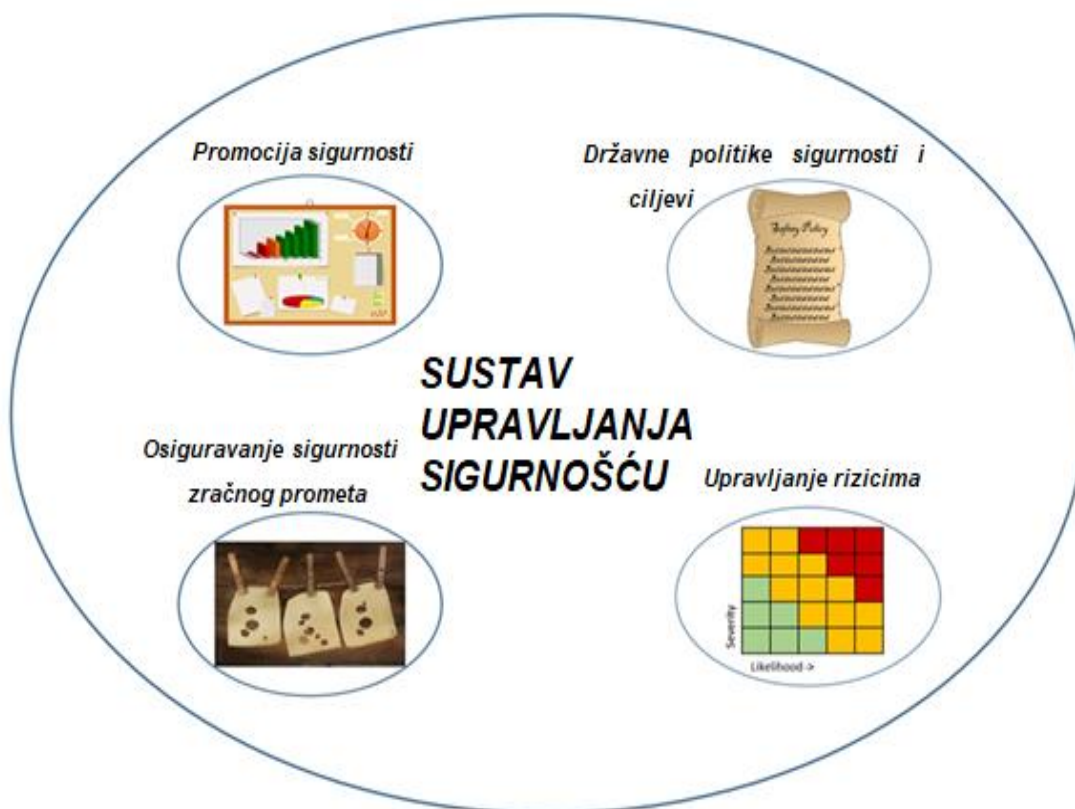 Promocija sigurnosti
Državne politike sigurnosti i
ciljevi
Safety Policy
SUSTAV
UPRAVLJANJA
SIGURNOŠĆU
Osiguravanje sigurnosti
zračnog prometa
Upravljanje rizicima
Severity
Likelihood ->